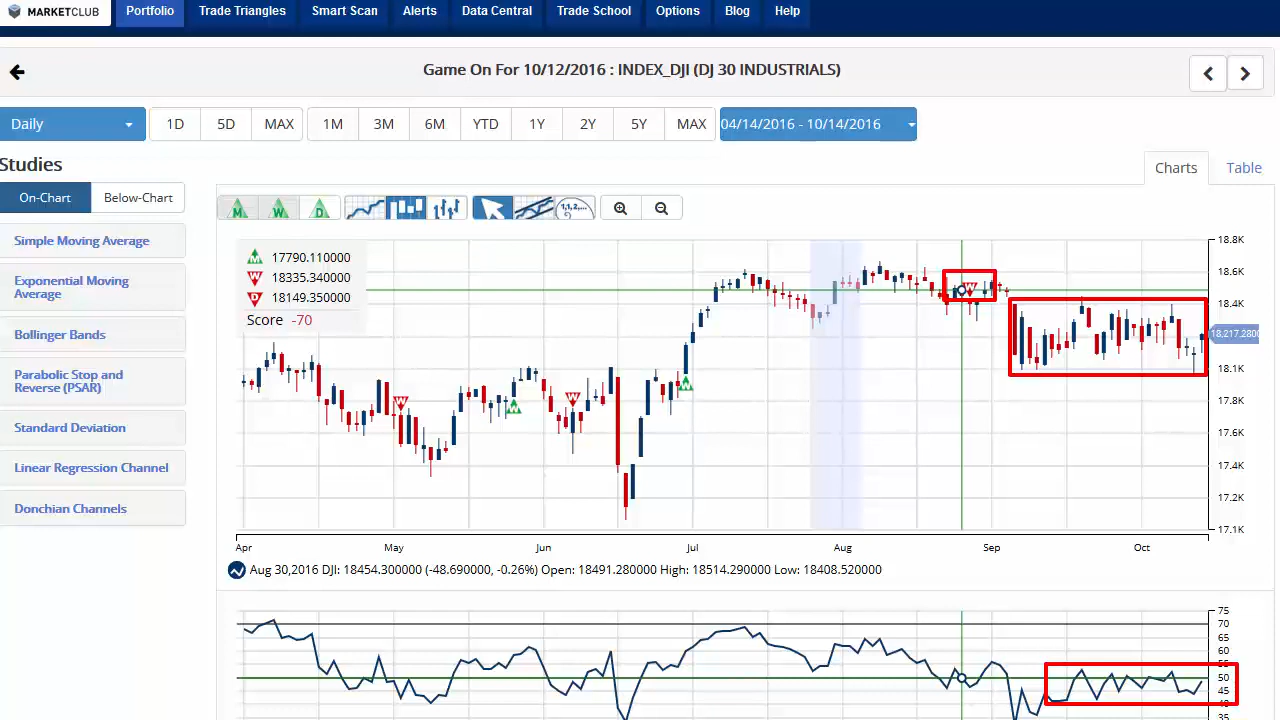 MARKETCLUB Portfolio Trade Triangles Smart Scan Alerts Data Central Trade School Options Blog Help
Game On For 10/12/2016 : INDEX_DJI (DJ 30 INDUSTRIALS)
Daily 1D 5D MAX 1M 3M 6M YTD 1Y 2Y 5Y MAX 04/14/2016 - 10/14/2016
Studies
Charts Table
On-Chart Below-Chart
Simple Moving Average
Exponential Moving
Average
Bollinger Bands
Parabolic Stop and
Reverse (PSAR)
Standard Deviation
Linear Regression Channel
Donchian Channels
M W D 1,2,...
M 17790.110000
W 18335.340000
D 18149.350000
Score -70
18.8K
18.6K
18.4K
18,217.2800
18.1K
17.8K
17.6K
17.4K
17.2K
17.1K
W
W
M
W
M
Apr May Jun Jul Aug Sep Oct
Aug 30,2016 DJI: 18454.300000 (-48.690000, -0.26%) Open: 18491.280000 High: 18514.290000 Low: 18408.520000
75
70
65
60
55
50
45
40
35